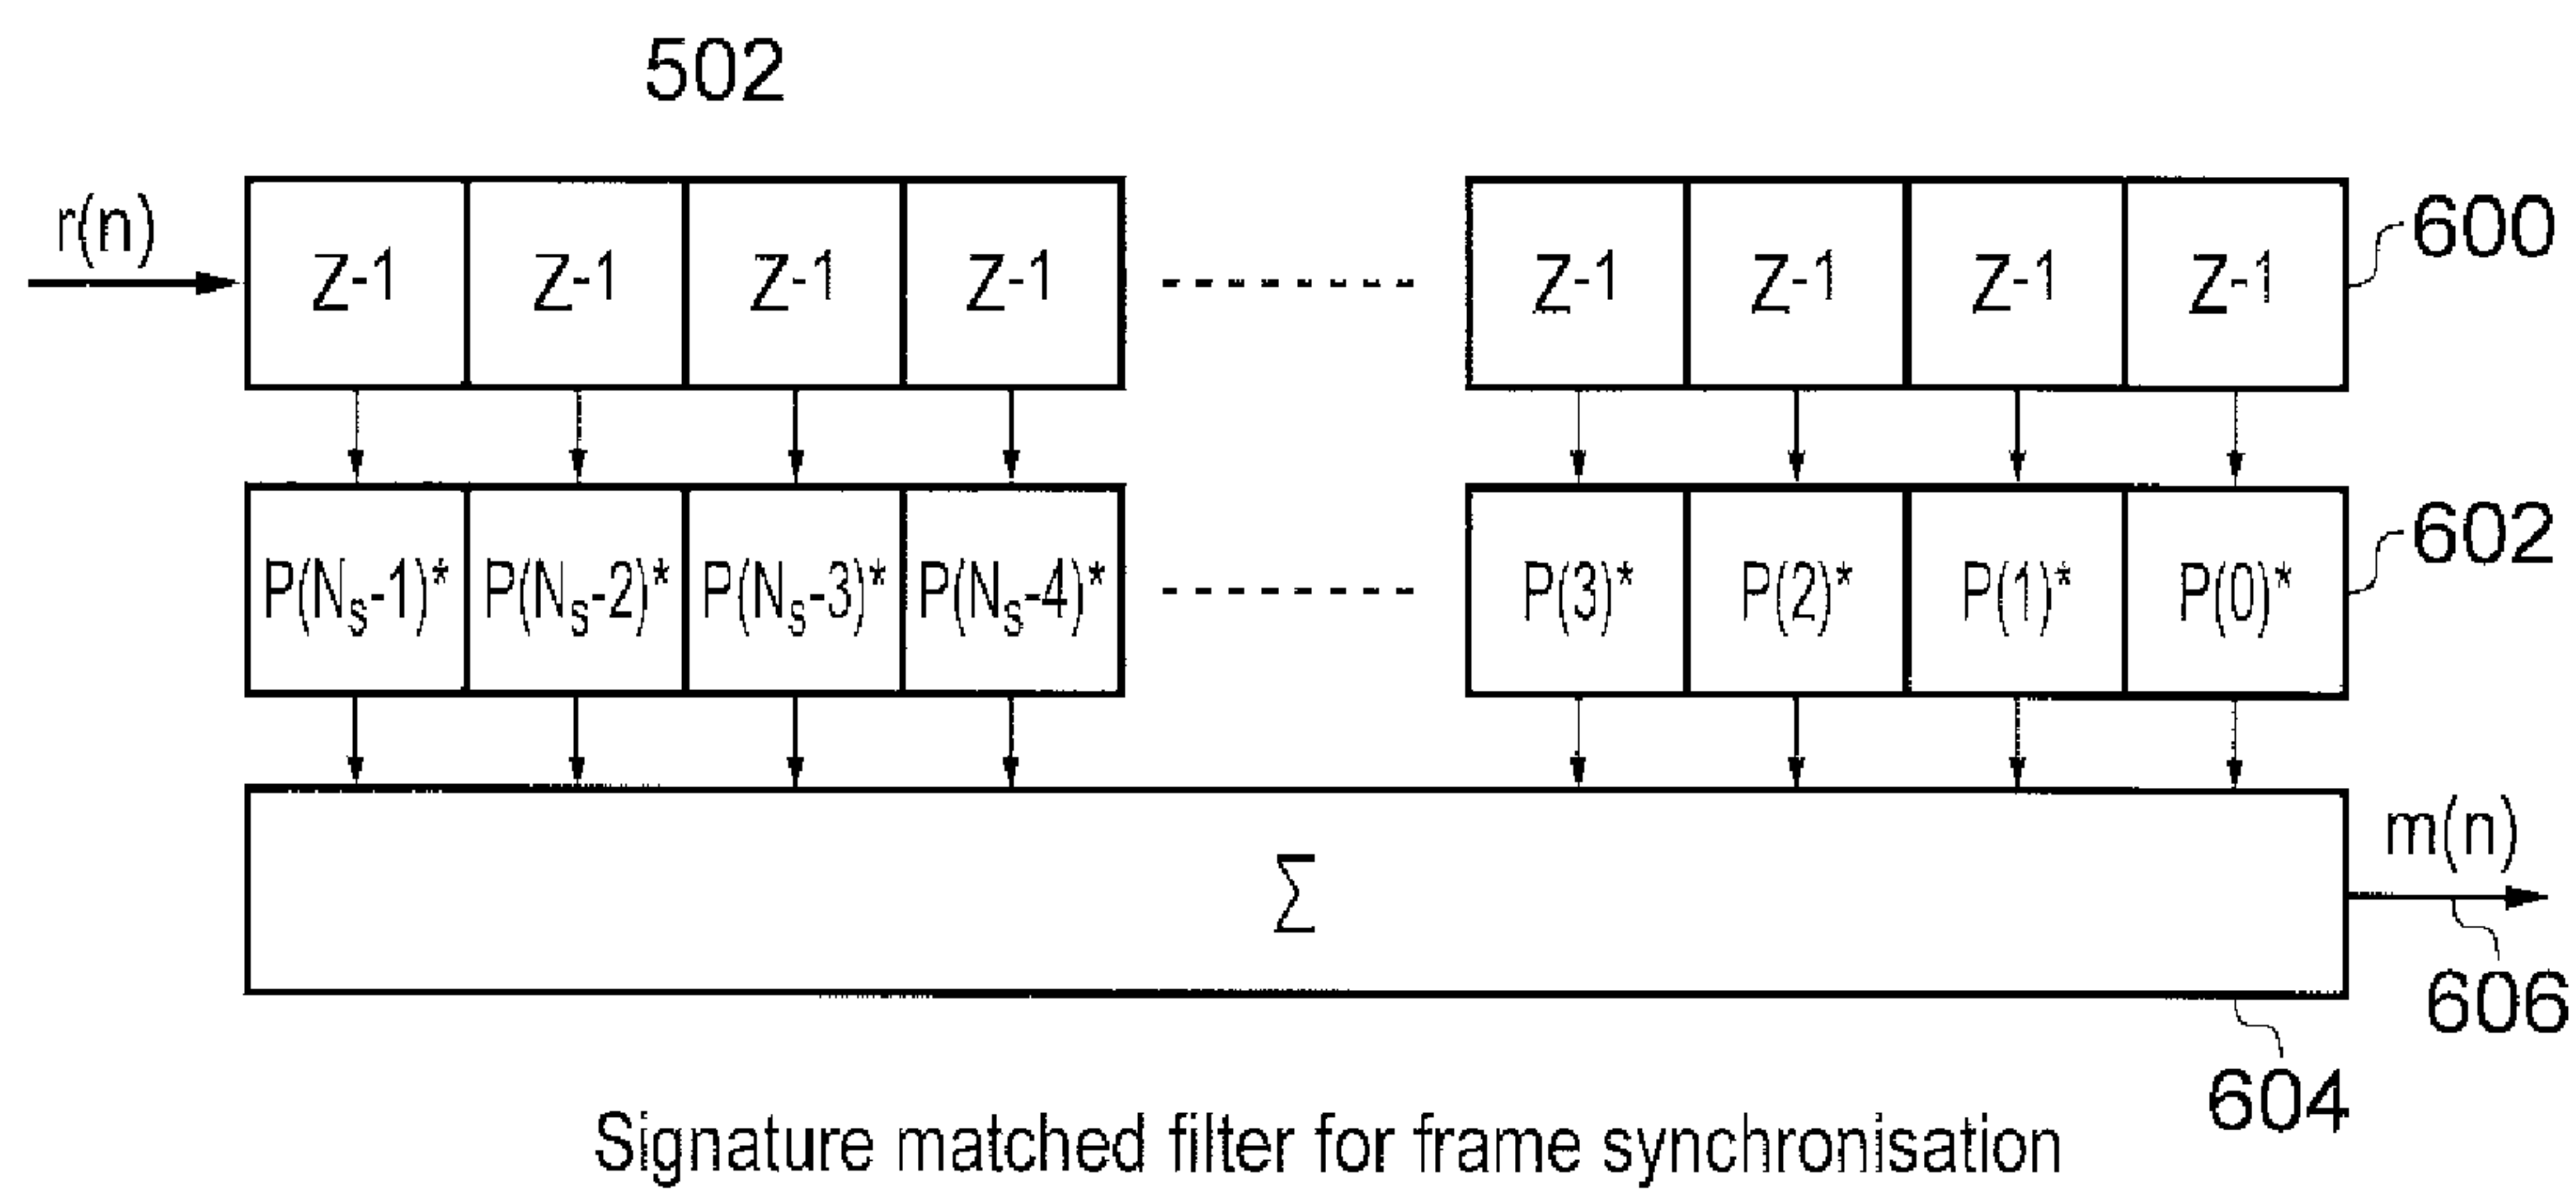 502
r(n)
Z-1 Z-1 Z-1 Z-1 Z-1 Z-1 Z-1 Z-1
600
P(Ns-1)* P(Ns-2)* P(Ns-3)* P(Ns-4)* P(3)* P(2)* P(1)* P(0)*
602
Σ
m(n)
606
604
Signature matched filter for frame synchronisation